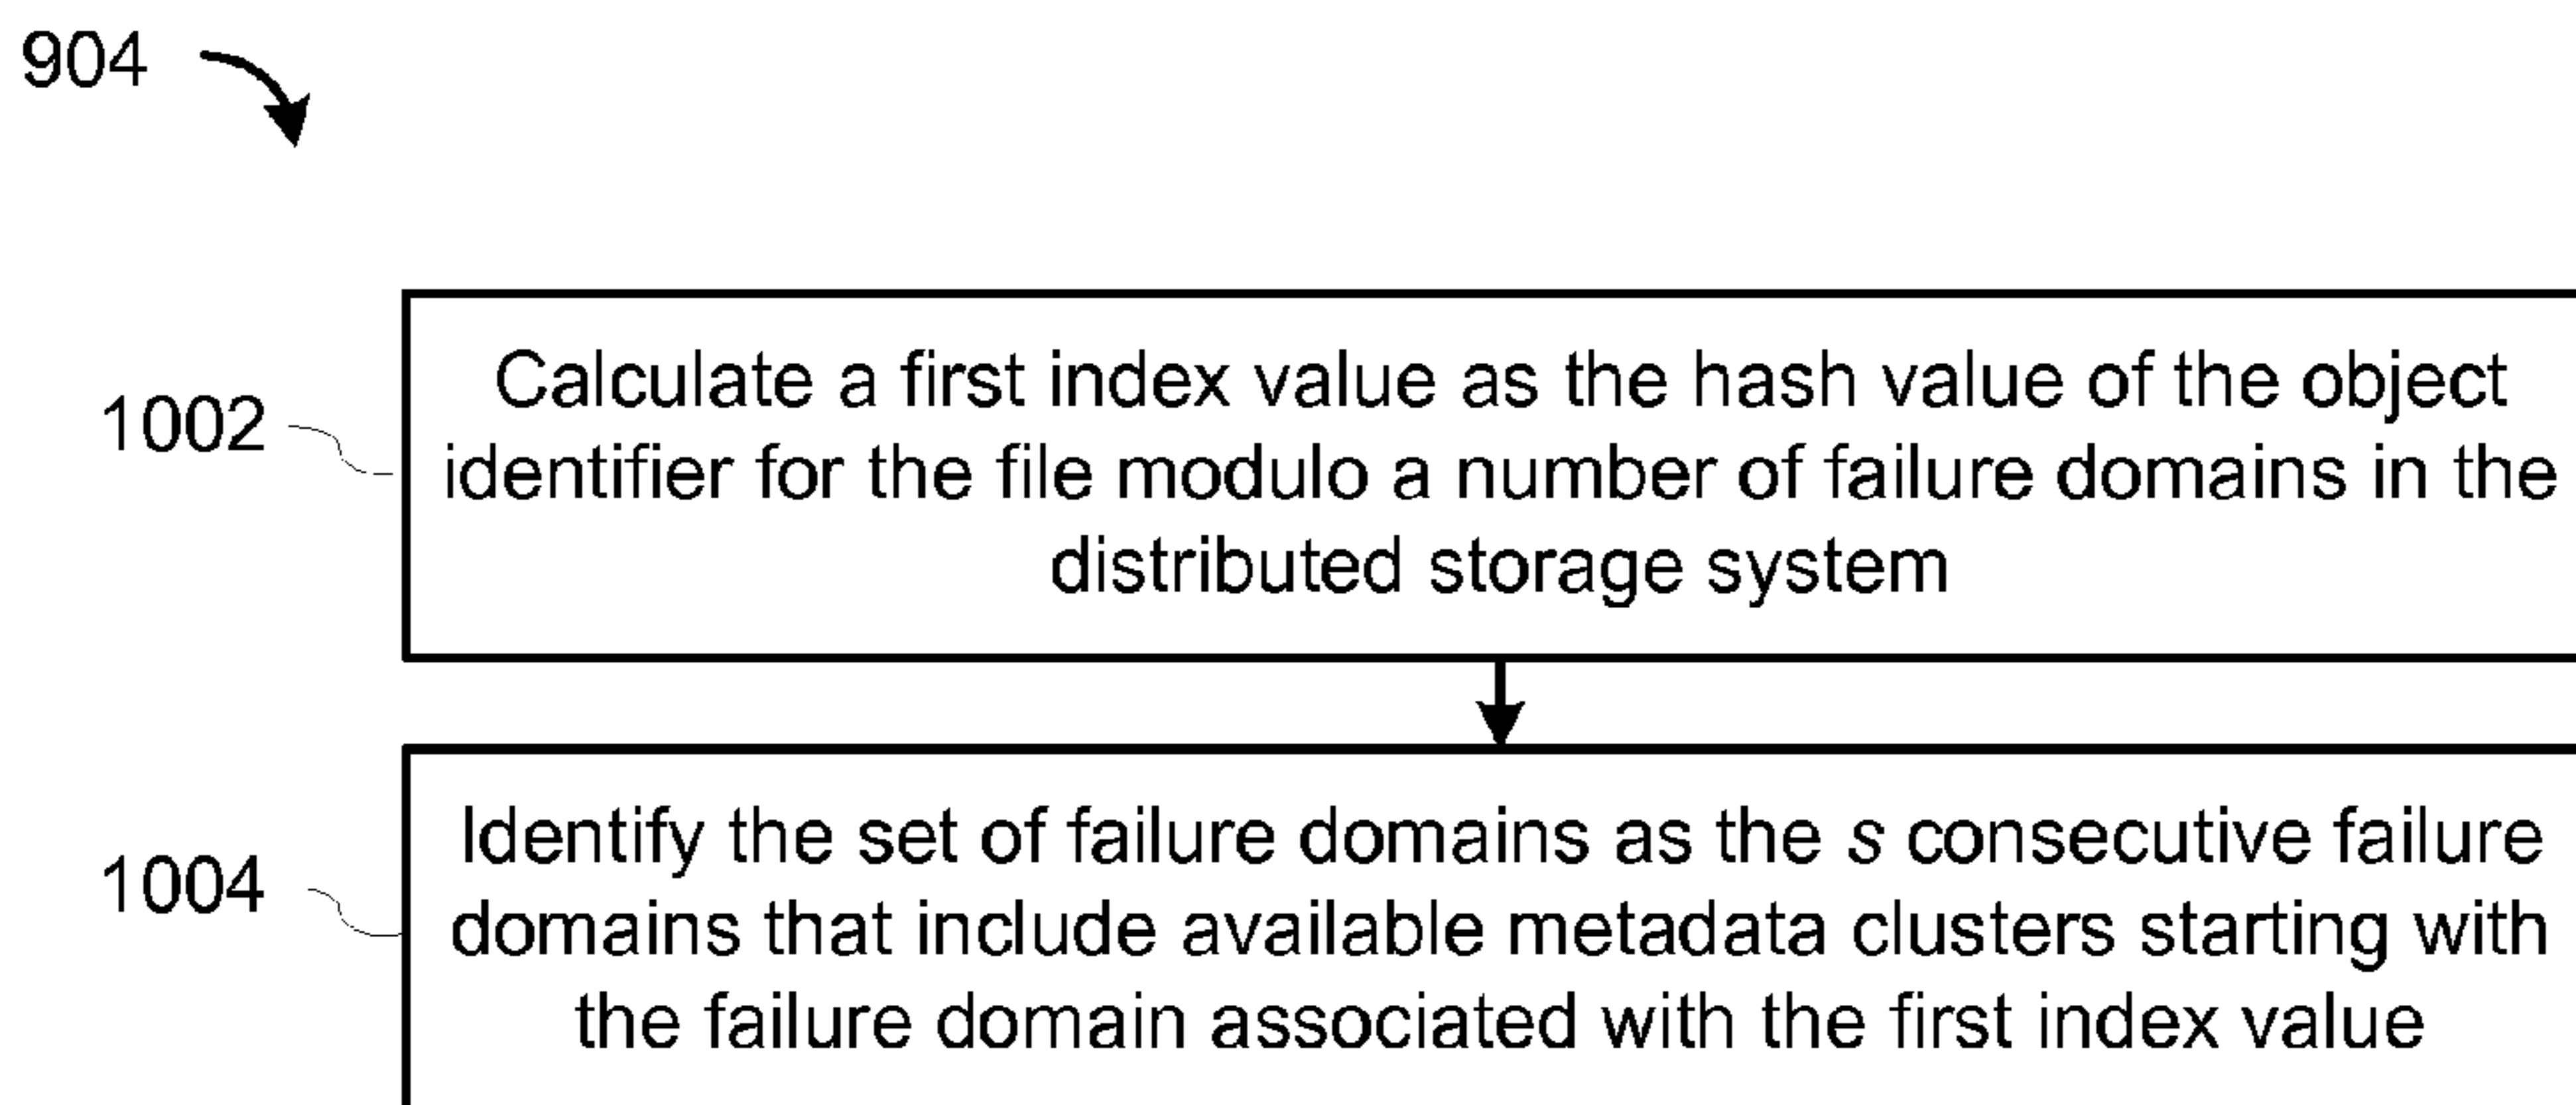 904
1002
Calculate a first index value as the hash value of the object
identifier for the file modulo a number of failure domains in the
distributed storage system
1004
Identify the set of failure domains as the s consecutive failure
domains that include available metadata clusters starting with
the failure domain associated with the first index value